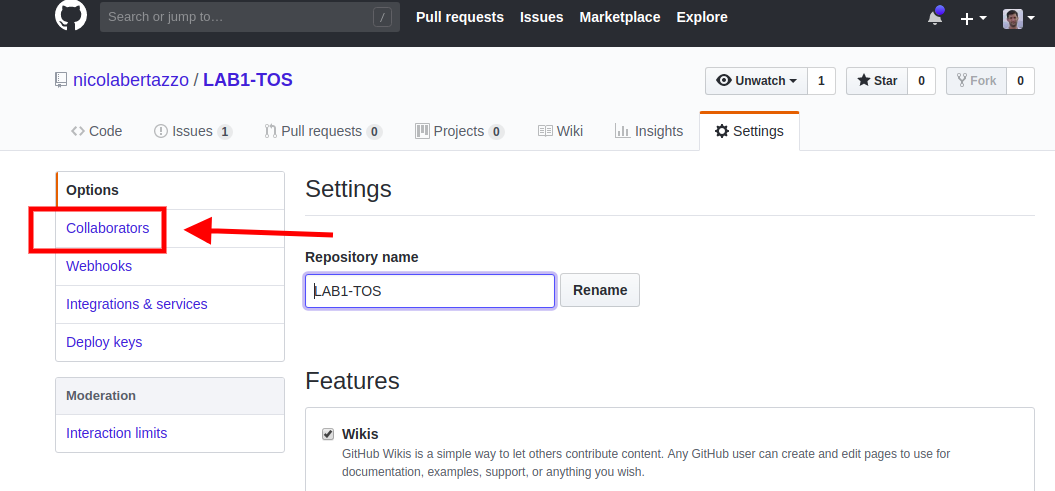 Search or jump to… / Pull requests Issues Marketplace Explore
nicolabertazzo / LAB1-TOS Unwatch 1 Star 0 Fork 0
Code Issues 1 Pull requests 0 Projects 0 Wiki Insights Settings
Options
Collaborators
Webhooks
Integrations & services
Deploy keys
Moderation
Interaction limits
Settings
Repository name
LAB1-TOS Rename
Features
Wikis
GitHub Wikis is a simple way to let others contribute content. Any GitHub user can create and edit pages to use for
documentation, examples, support, or anything you wish.